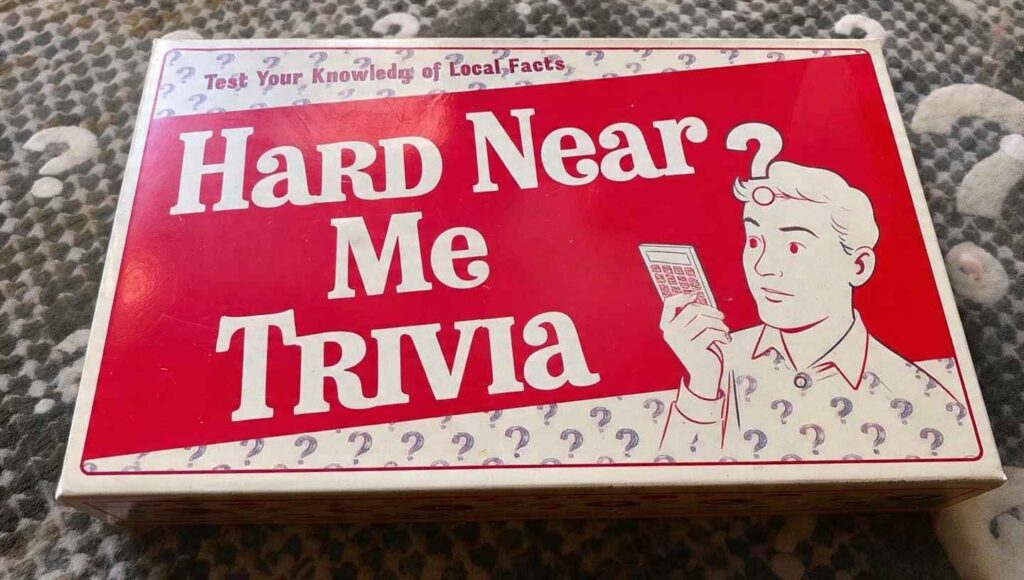 Test Your Knowledg of Local Facts
Hard Near
Me
Trivia